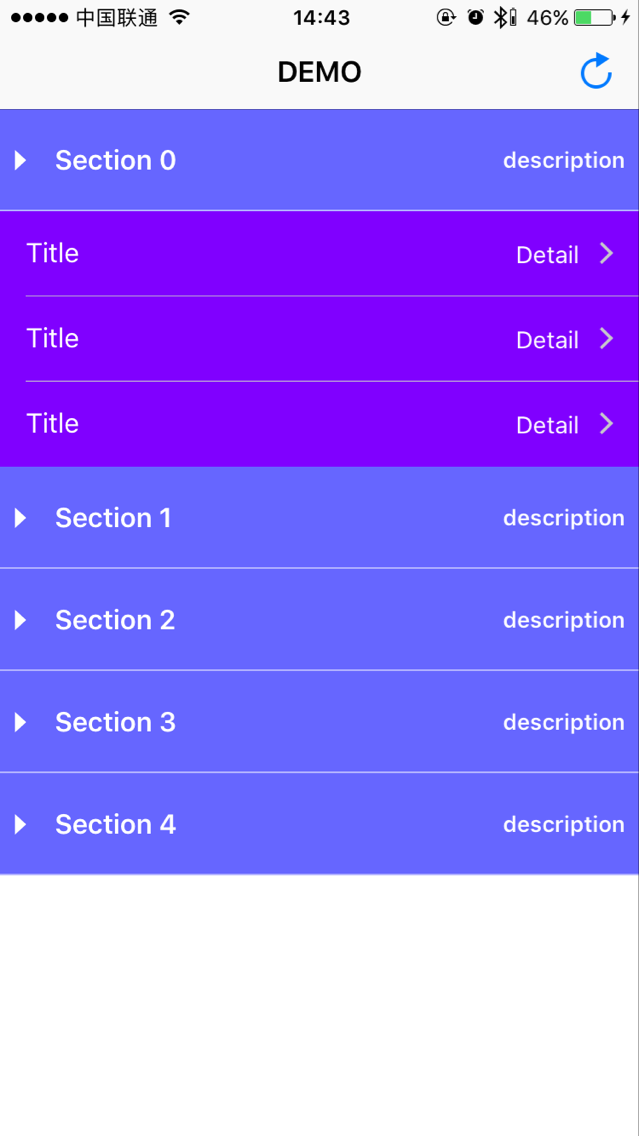 中国联通 14:43 46%
DEMO
Section 0 description
Title Detail
Title Detail
Title Detail
Section 1 description
Section 2 description
Section 3 description
Section 4 description